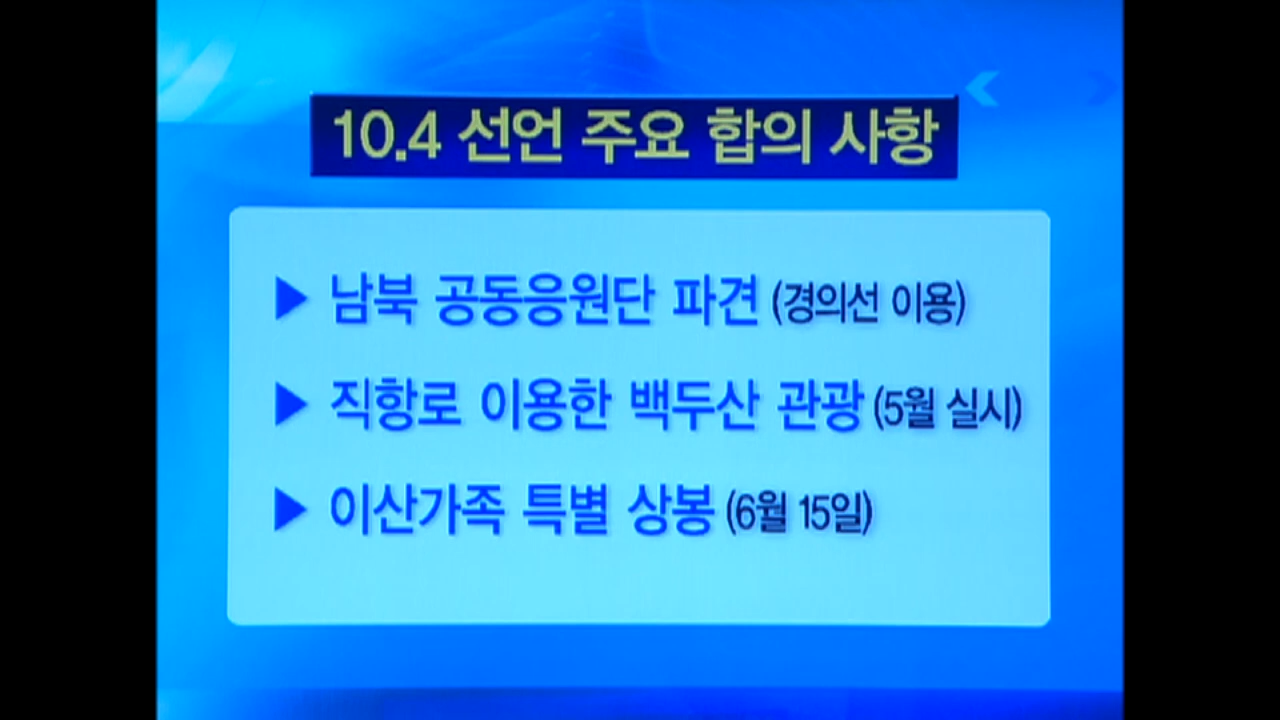 10.4 선언 주요 합의 사항
▶ 남북 공동응원단 파견 (경의선 이용)
▶ 직항로 이용한 백두산 관광 (5월 실시)
▶ 이산가족 특별 상봉 (6월 15일)